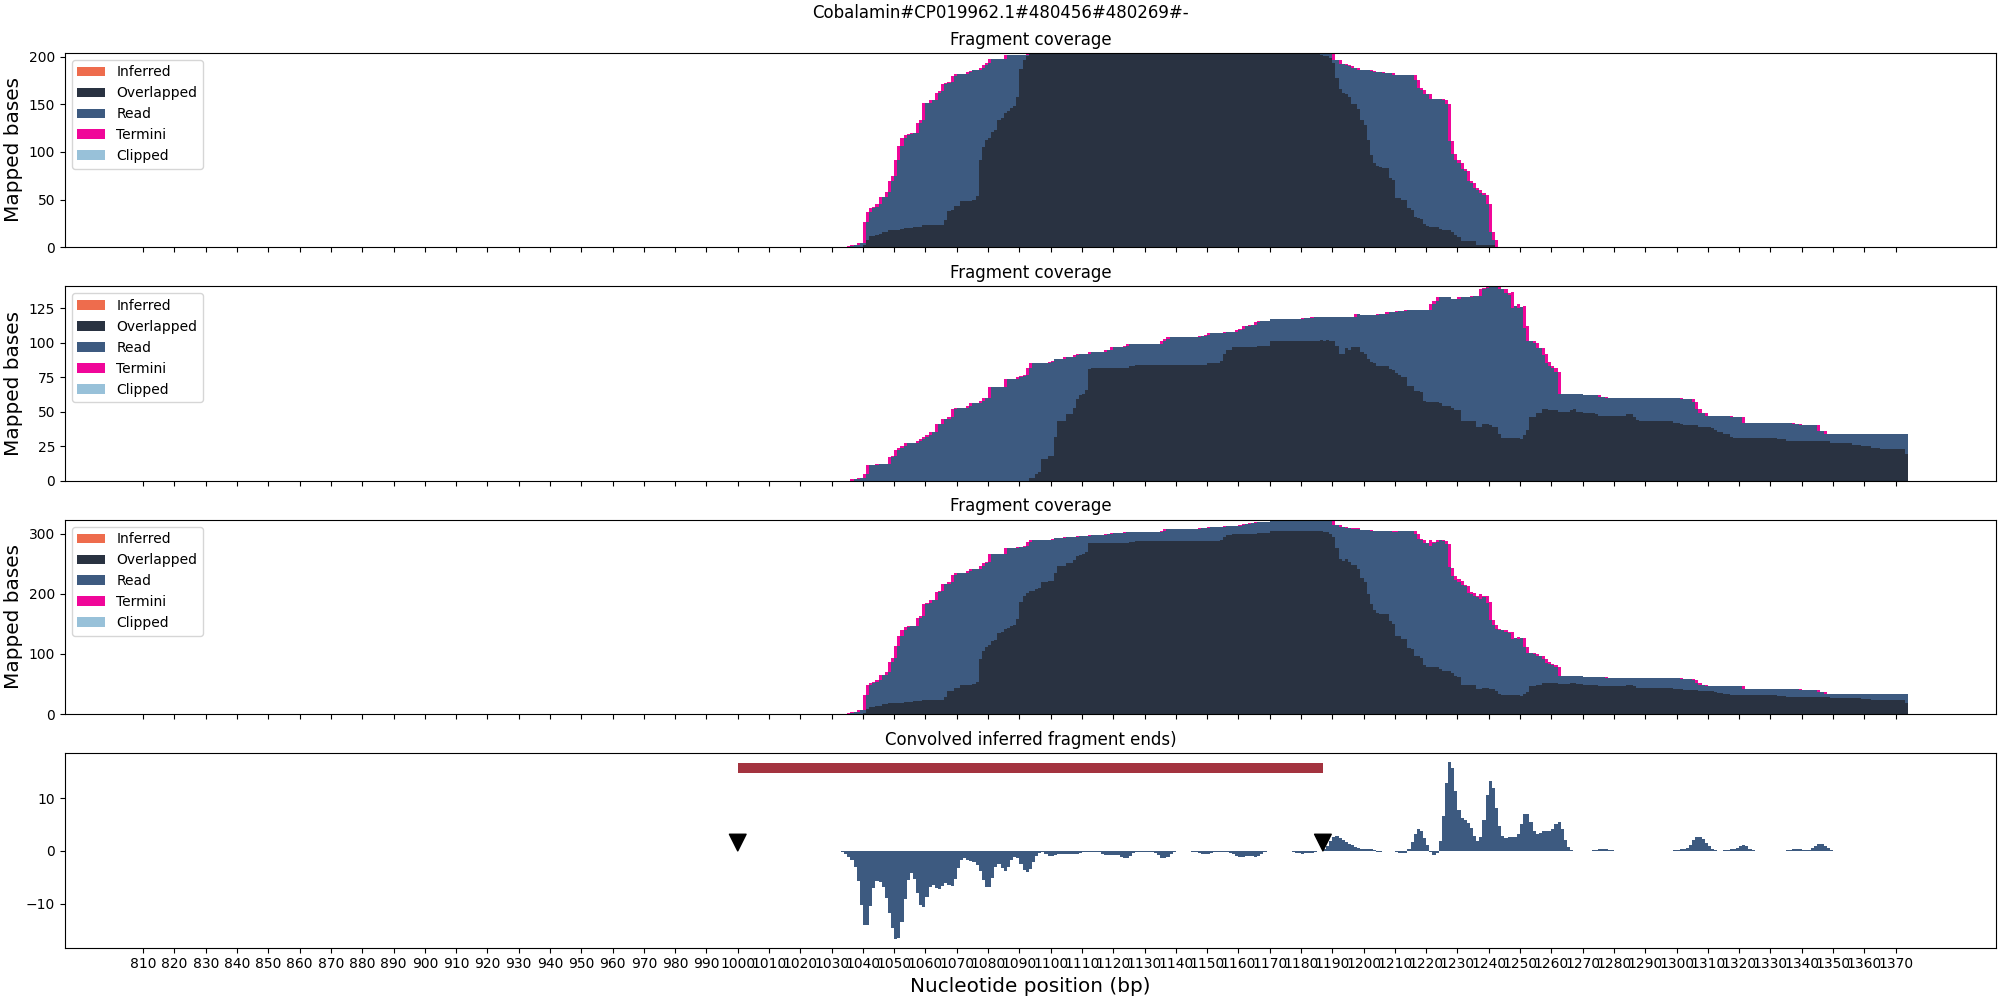 Cobalamin#CP019962.1#480456#480269#-
Fragment coverage
Mapped bases
200
150
100
50
0
Inferred
Overlapped
Read
Termini
Clipped
Fragment coverage
Mapped bases
125
100
75
50
25
0
Inferred
Overlapped
Read
Termini
Clipped
Fragment coverage
Mapped bases
300
200
100
0
Inferred
Overlapped
Read
Termini
Clipped
Convolved inferred fragment ends)
10
0
−10
810 820 830 840 850 860 870 880 890 900 910 920 930 940 950 960 970 980 990 1000 1010 1020 1030 1040 1050 1060 1070 1080 1090 1100 1110 1120 1130 1140 1150 1160 1170 1180 1190 1200 1210 1220 1230 1240 1250 1260 1270 1280 1290 1300 1310 1320 1330 1340 1350 1360 1370
Nucleotide position (bp)